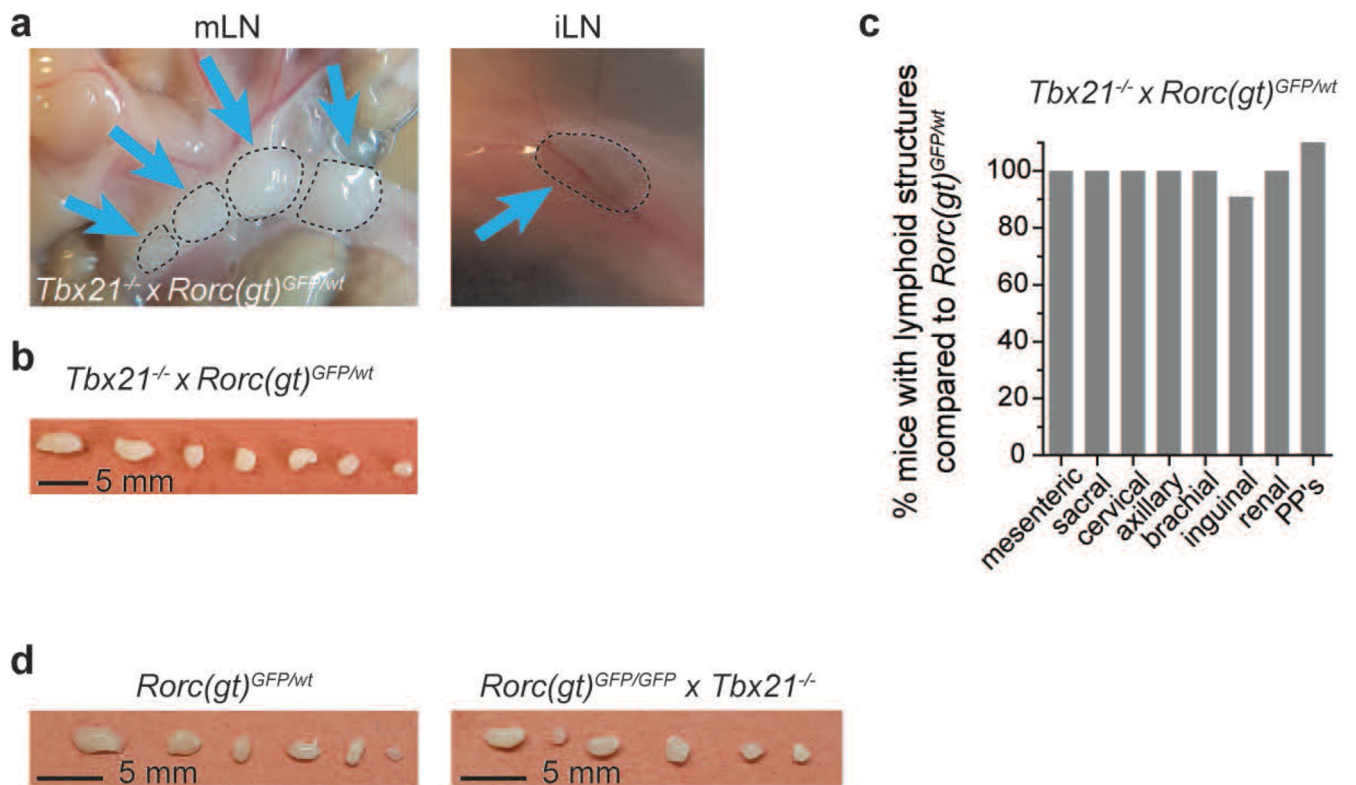 a
mLN
iLN
Tbx21-/- x Rorc(gt)GFP/wt
b
Tbx21-/- x Rorc(gt)GFP/wt
5 mm
c
Tbx21-/- x Rorc(gt)GFP/wt
% mice with lymphoid structures
compared to Rorc(gt)GFP/wt
100
80
60
40
20
0
mesenteric
sacral
cervical
axillary
brachial
inguinal
renal
PP's
d
Rorc(gt)GFP/wt
5 mm
Rorc(gt)GFP/GFP x Tbx21-/-
5 mm